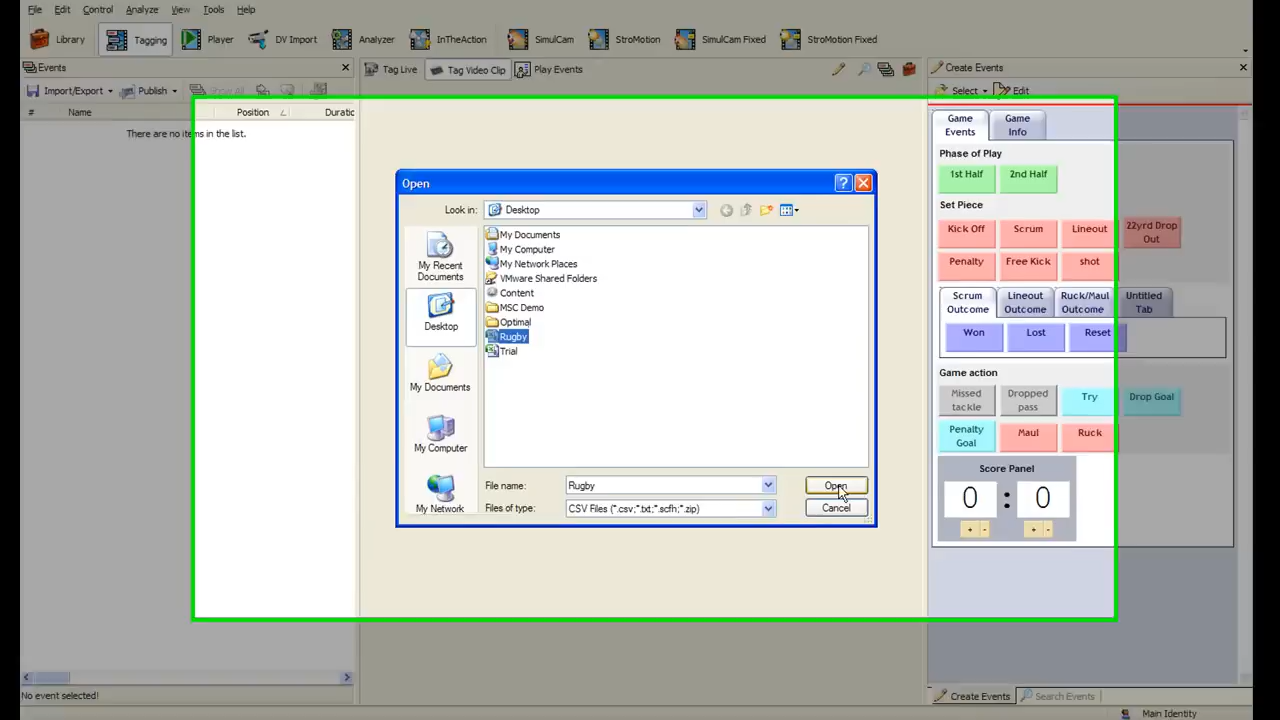 File Edit Control Analyze View Tools Help
Library Tagging Player DV Import Analyzer InTheAction SimulCam StroMotion SimulCam Fixed StroMotion Fixed
Events
Tag Live Tag Video Clip Play Events
Create Events
Import/Export Publish Show All
Select Edit
# Name Position Duratio
There are no items in the list.
Game Events
Game Info
Phase of Play
1st Half 2nd Half
Set Piece
Kick Off Scrum Lineout 22yrd Drop Out
Penalty Free Kick shot
Scrum Outcome
Lineout Outcome
Ruck/Maul Outcome
Untitled Tab
Won Lost Reset
Game action
Missed tackle
Dropped pass
Try Drop Goal
Penalty Goal
Maul Ruck
Score Panel
0 : 0
+ - + -
Open
Look in: Desktop
My Recent Documents
Desktop
My Documents
My Computer
My Network
My Documents
My Computer
My Network Places
VMware Shared Folders
Content
MSC Demo
Optimal
Rugby
Trial
File name: Rugby Open
Files of type: CSV Files (*.csv;*.txt;*.scfh;*.zip) Cancel
No event selected!
Create Events Search Events
Main Identity